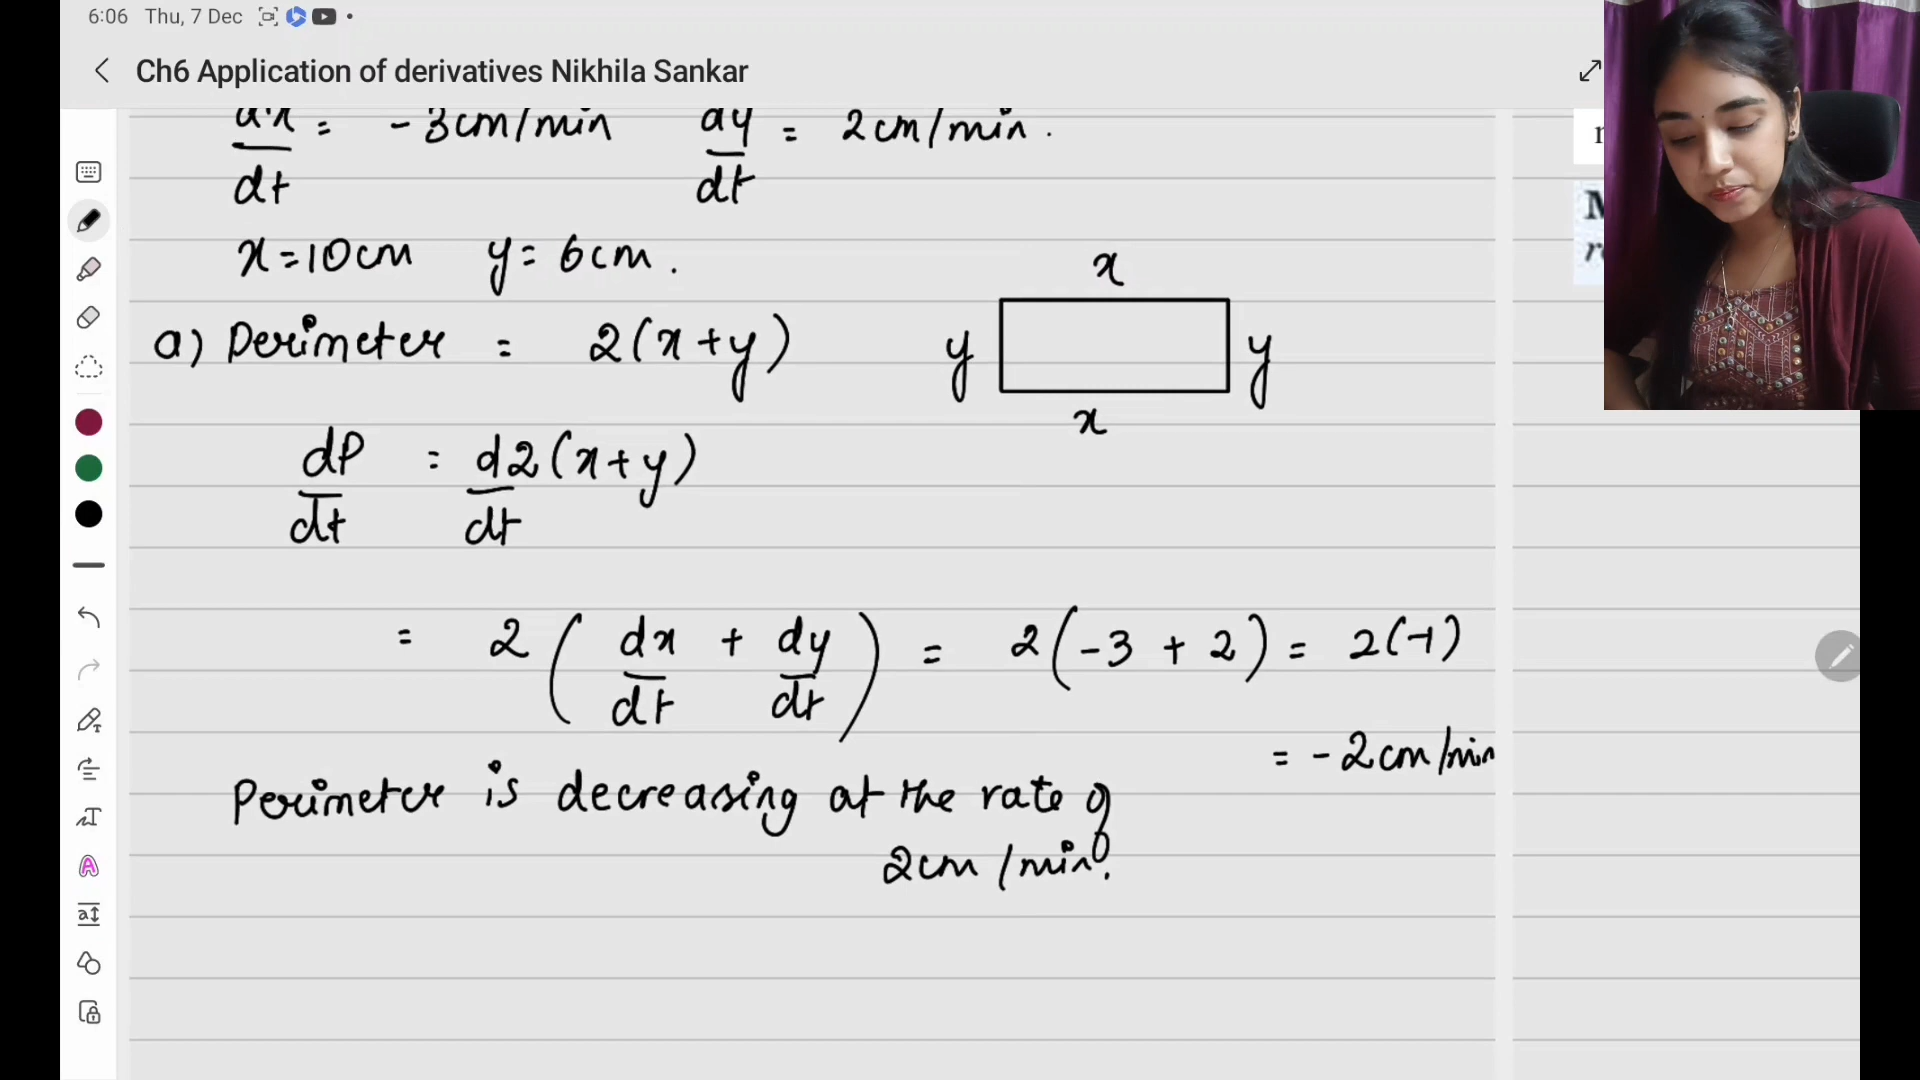 6:06 Thu, 7 Dec
Ch6 Application of derivatives Nikhila Sankar
dx/dt = -3cm/min dy/dt = 2cm/min.
x=10cm y=6cm.
x
a) Perimeter = 2(x+y) y y
x
dP/dt = d/dt 2(x+y)
= 2(dx/dt + dy/dt) = 2(-3 + 2) = 2(-1)
= -2cm/min
Perimeter is decreasing at the rate of
2cm/min.